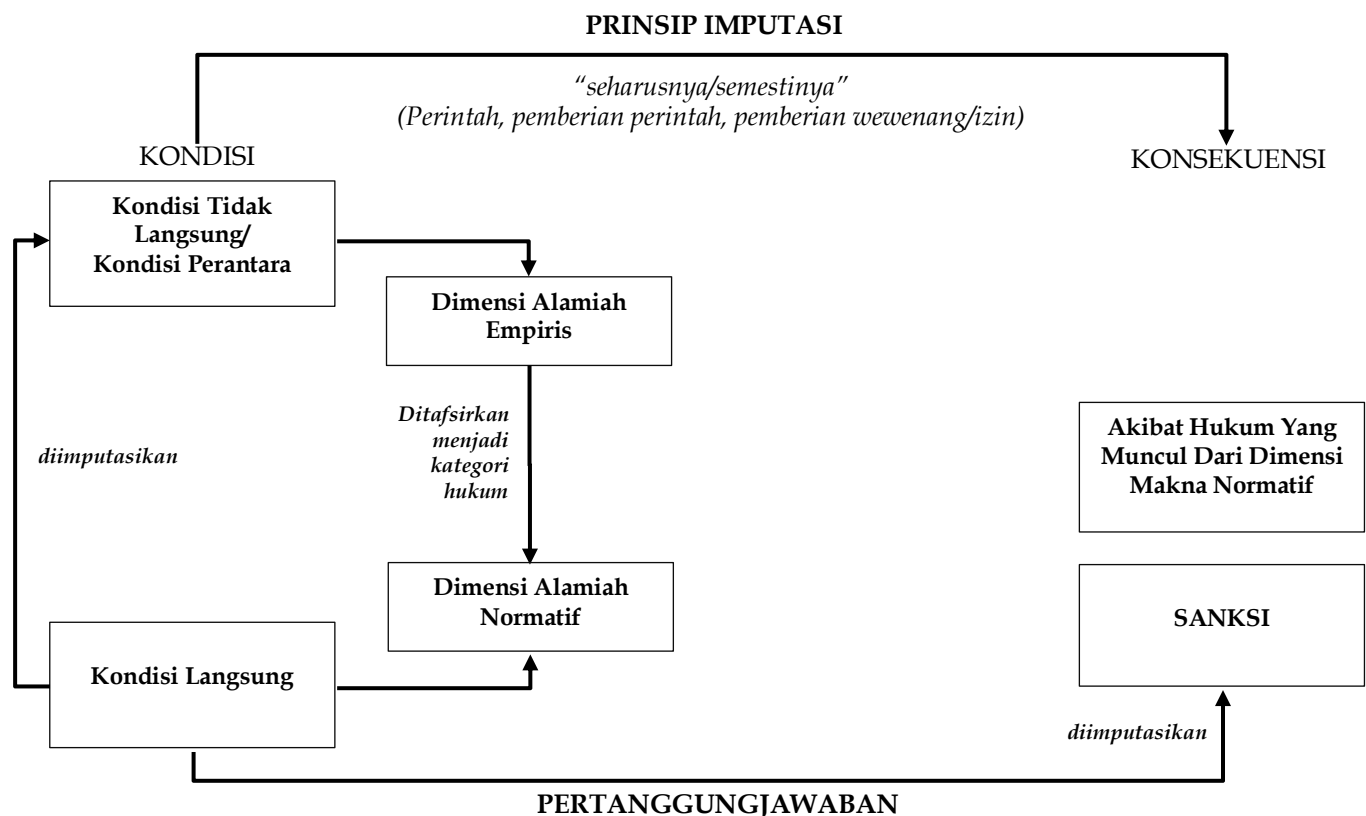 PRINSIP IMPUTASI
“seharusnya/semestinya”
(Perintah, pemberian perintah, pemberian wewenang/izin)
KONDISI
KONSEKUENSI
Kondisi Tidak
Langsung/
Kondisi Perantara
Dimensi Alamiah
Empiris
Ditafsirkan
menjadi
kategori
hukum
diimputasikan
Akibat Hukum Yang
Muncul Dari Dimensi
Makna Normatif
Dimensi Alamiah
Normatif
SANKSI
Kondisi Langsung
diimputasikan
PERTANGGUNGJAWABAN